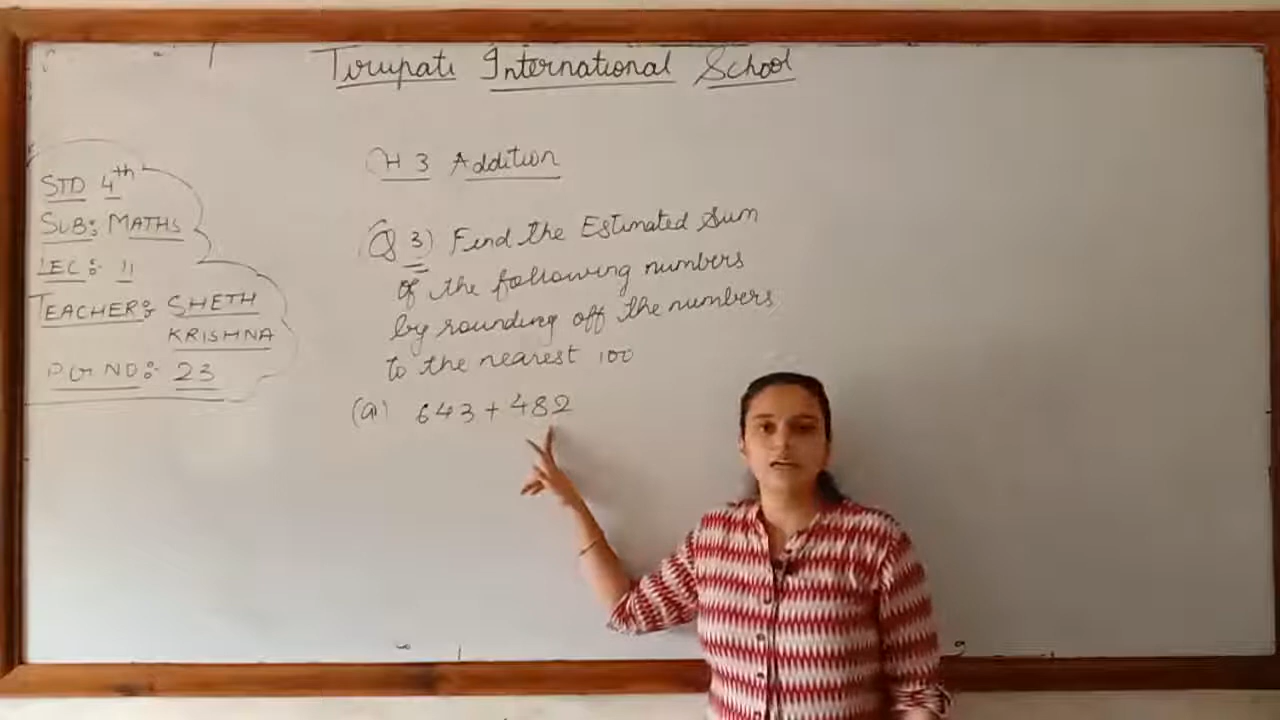 Tirupati International School
STD 4th
SUB: MATHS
LEC: 11
TEACHER: SHETH
KRISHNA
PG NO: 23
CH 3 Addition
Q 3) Find the Estimated Sum
of the following numbers
by rounding off the numbers
to the nearest 100
(a) 643 + 482